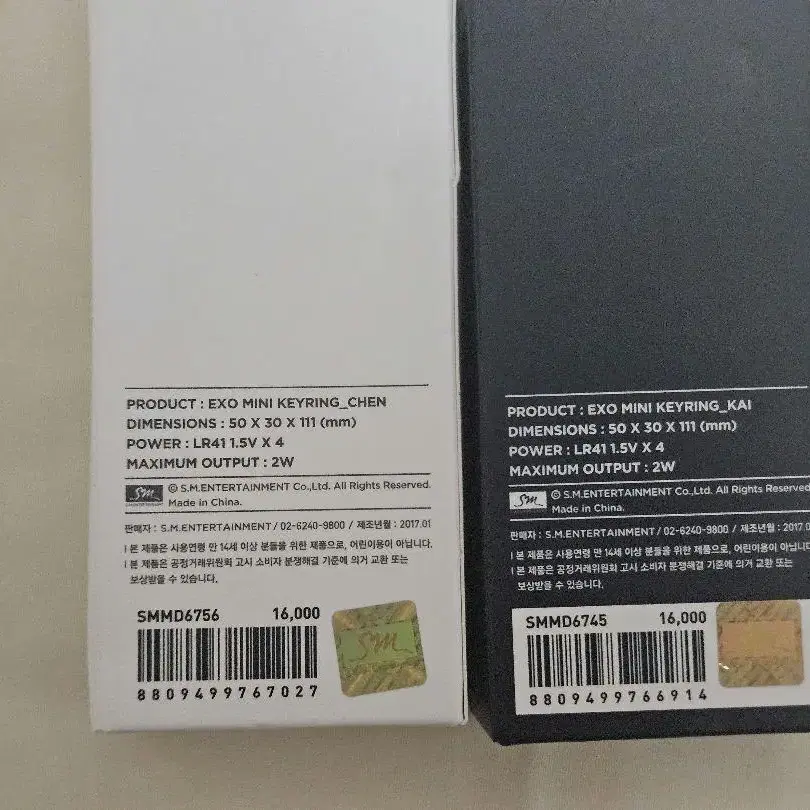 PRODUCT : EXO MINI KEYRING_CHEN
DIMENSIONS : 50 X 30 X 111 (mm)
POWER : LR41 1.5V X 4
MAXIMUM OUTPUT : 2W
SM
© S.M.ENTERTAINMENT Co.,Ltd. All Rights Reserved.
Made in China.
판매자 : S.M.ENTERTAINMENT / 02-6240-9800 / 제조년월 : 2017.01
I 본 제품은 사용연령 만 14세 이상 분들을 위한 제품으로, 어린이용이 아닙니다.
I 본 제품은 공정거래위원회 고시 소비자 분쟁해결 기준에 의거 교환 또는
보상받을 수 있습니다.
SMMD6756 16,000
8809499767027
SM
PRODUCT : EXO MINI KEYRING_KAI
DIMENSIONS : 50 X 30 X 111 (mm)
POWER : LR41 1.5V X 4
MAXIMUM OUTPUT : 2W
SM
© S.M.ENTERTAINMENT Co.,Ltd. All Rights Reserved
Made in China.
판매자 : S.M.ENTERTAINMENT / 02-6240-9800 / 제조년월 : 2017.0
I 본 제품은 사용연령 만 14세 이상 분들을 위한 제품으로, 어린이용이 아닙니다
I 본 제품은 공정거래위원회 고시 소비자 분쟁해결 기준에 의거 교환 또는
보상받을 수 있습니다.
SMMD6745 16,000
8809499766914